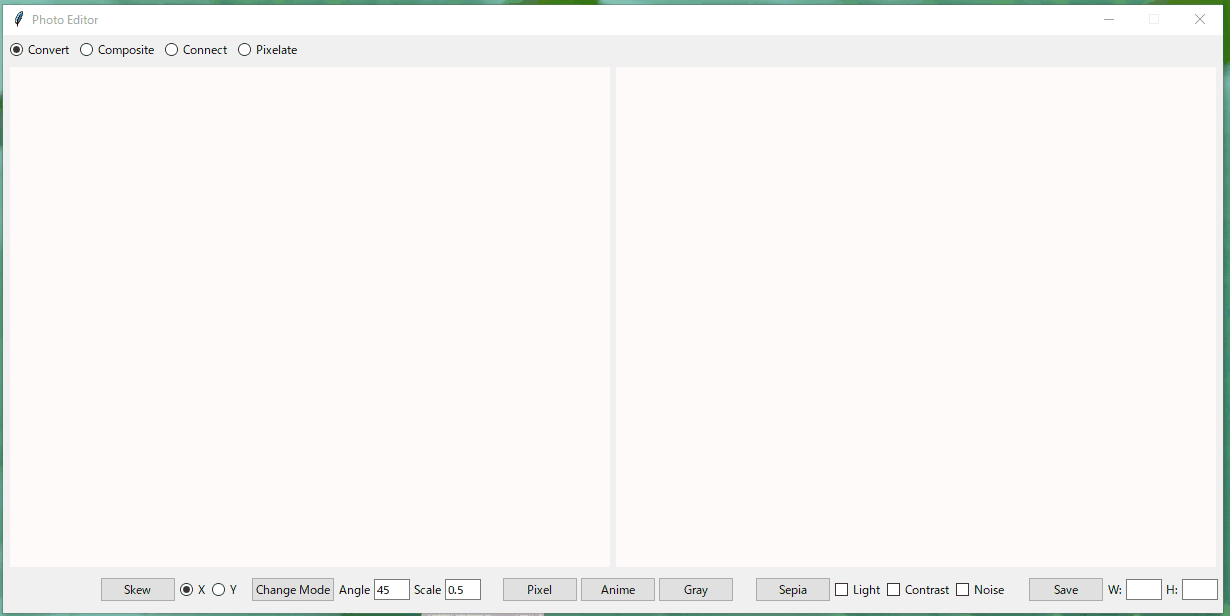 Photo Editor
Convert Composite Connect Pixelate
Skew X Y Change Mode Angle 45 Scale 0.5 Pixel Anime Gray Sepia Light Contrast Noise Save W: H: